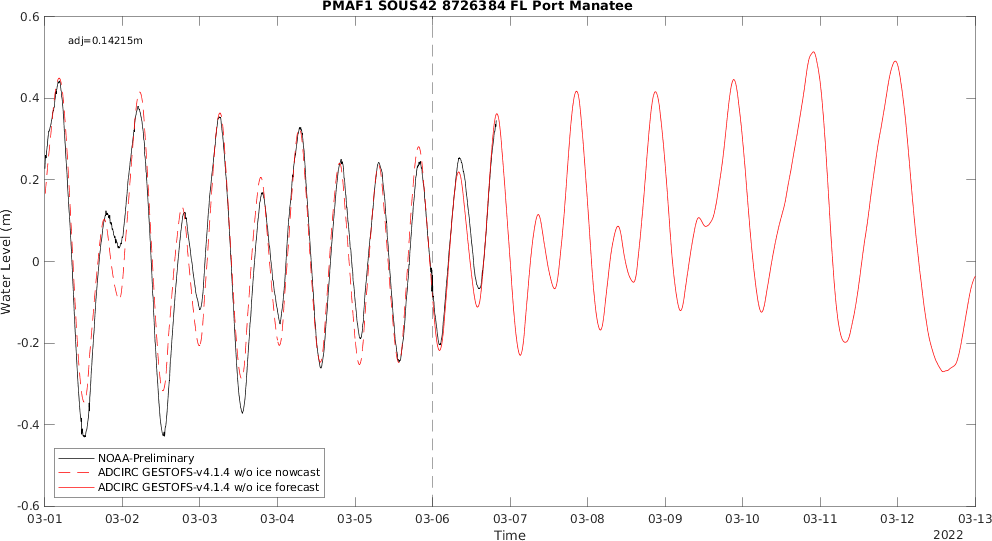 PMAF1 SOUS42 8726384 FL Port Manatee
adj=0.14215m
0.6
0.4
0.2
0
-0.2
-0.4
-0.6
Water Level (m)
NOAA-Preliminary
ADCIRC GESTOFS-v4.1.4 w/o ice nowcast
ADCIRC GESTOFS-v4.1.4 w/o ice forecast
03-01 03-02 03-03 03-04 03-05 03-06 03-07 03-08 03-09 03-10 03-11 03-12 03-13
Time
2022